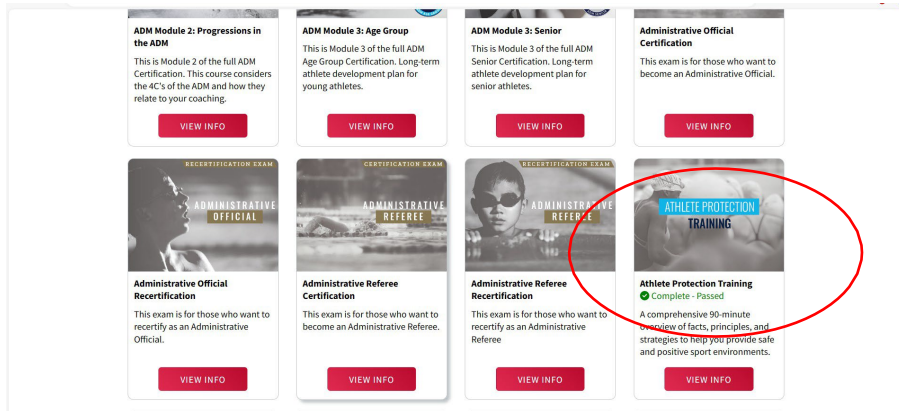 ADM Module 2: Progressions in
the ADM
This is Module 2 of the full ADM
Certification. This course considers
the 4C's of the ADM and how they
relate to your coaching.
VIEW INFO
ADM Module 3: Age Group
This is Module 3 of the full ADM
Age Group Certification. Long-term
athlete development plan for
young athletes.
VIEW INFO
ADM Module 3: Senior
This is Module 3 of the full ADM
Senior Certification. Long-term
athlete development plan for
senior athletes.
VIEW INFO
Administrative Official
Certification
This exam is for those who want to
become an Administrative Official.
VIEW INFO
RECERTIFICATION EXAM
ADMINISTRATIVE
OFFICIAL
Administrative Official
Recertification
This exam is for those who want to
recertify as an Administrative
Official.
VIEW INFO
CERTIFICATION EXAM
ADMINISTRATIVE
REFEREE
Administrative Referee
Certification
This exam is for those who want to
become an Administrative Referee.
VIEW INFO
RECERTIFICATION EXAM
ADMINISTRATIVE
REFEREE
Administrative Referee
Recertification
This exam is for those who want to
recertify as an Administrative
Referee
VIEW INFO
ATHLETE PROTECTION
TRAINING
Athlete Protection Training
Complete - Passed
A comprehensive 90-minute
overview of facts, principles, and
strategies to help you provide safe
and positive sport environments.
VIEW INFO